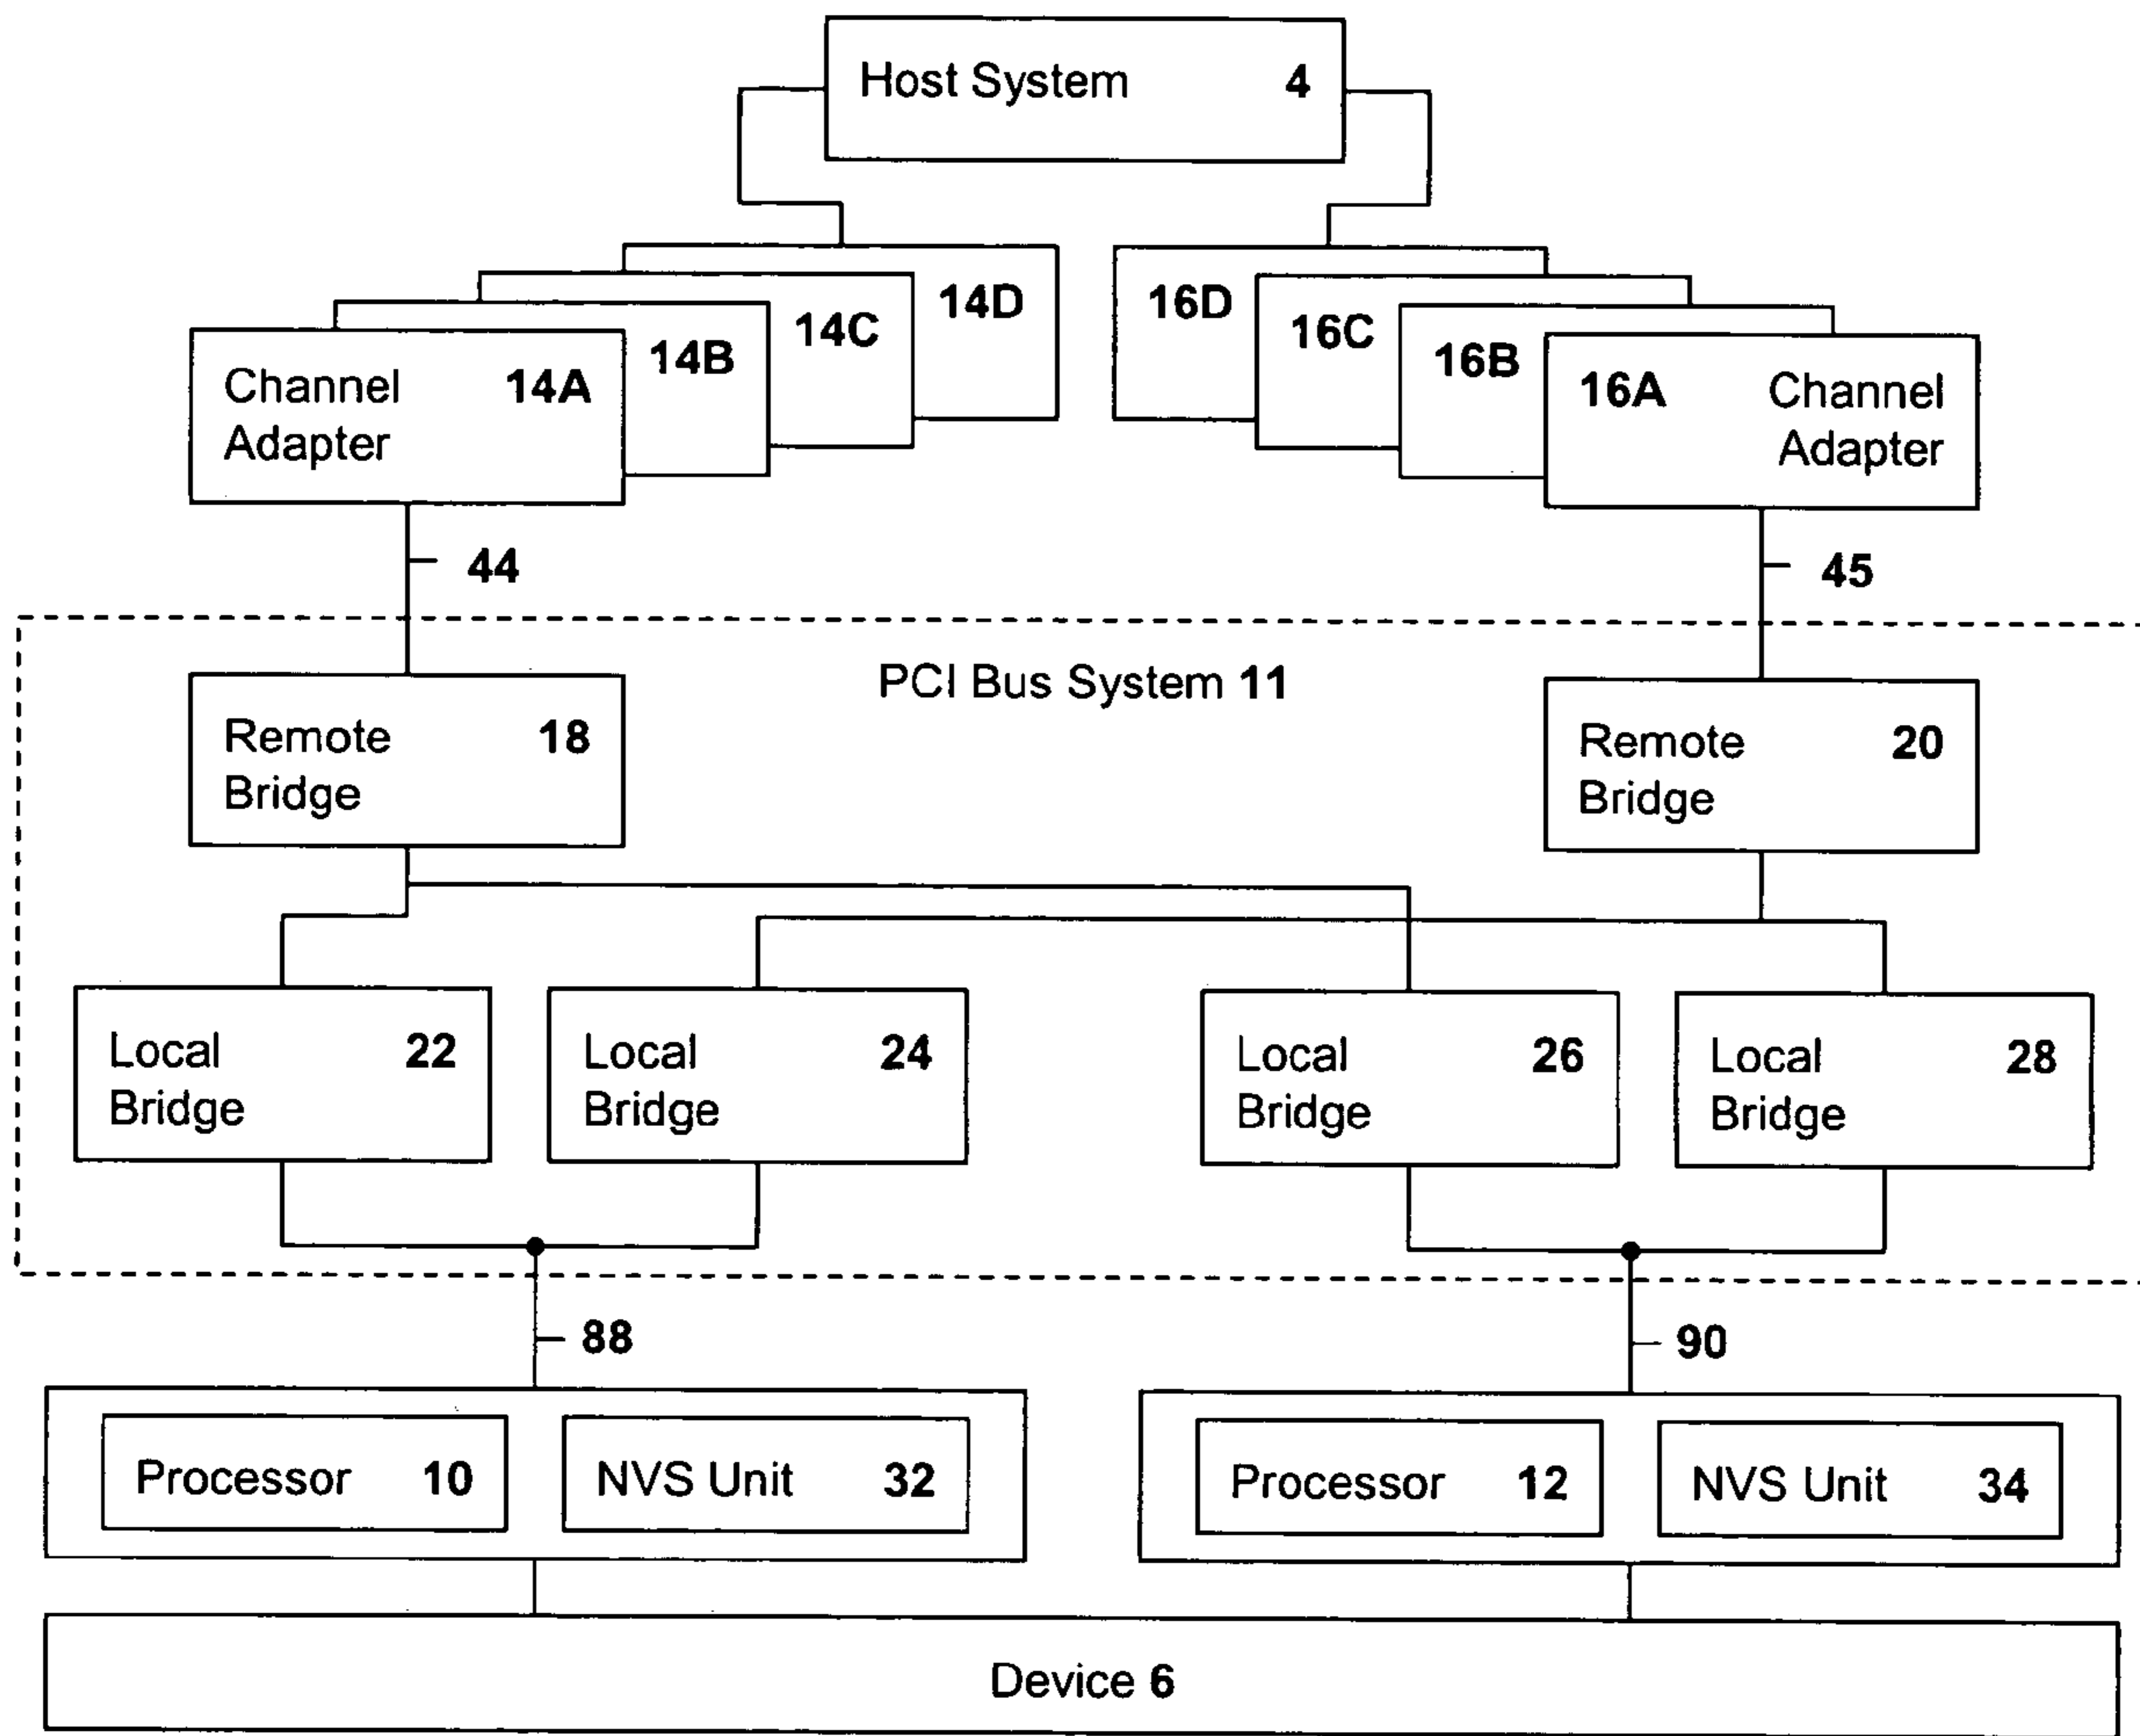 Host System 4
14D
14C
14B
Channel 14A
Adapter
16D
16C
16B
16A Channel
Adapter
44
45
PCI Bus System 11
Remote 18
Bridge
Remote 20
Bridge
Local 22
Bridge
Local 24
Bridge
Local 26
Bridge
Local 28
Bridge
88
90
Processor 10
NVS Unit 32
Processor 12
NVS Unit 34
Device 6